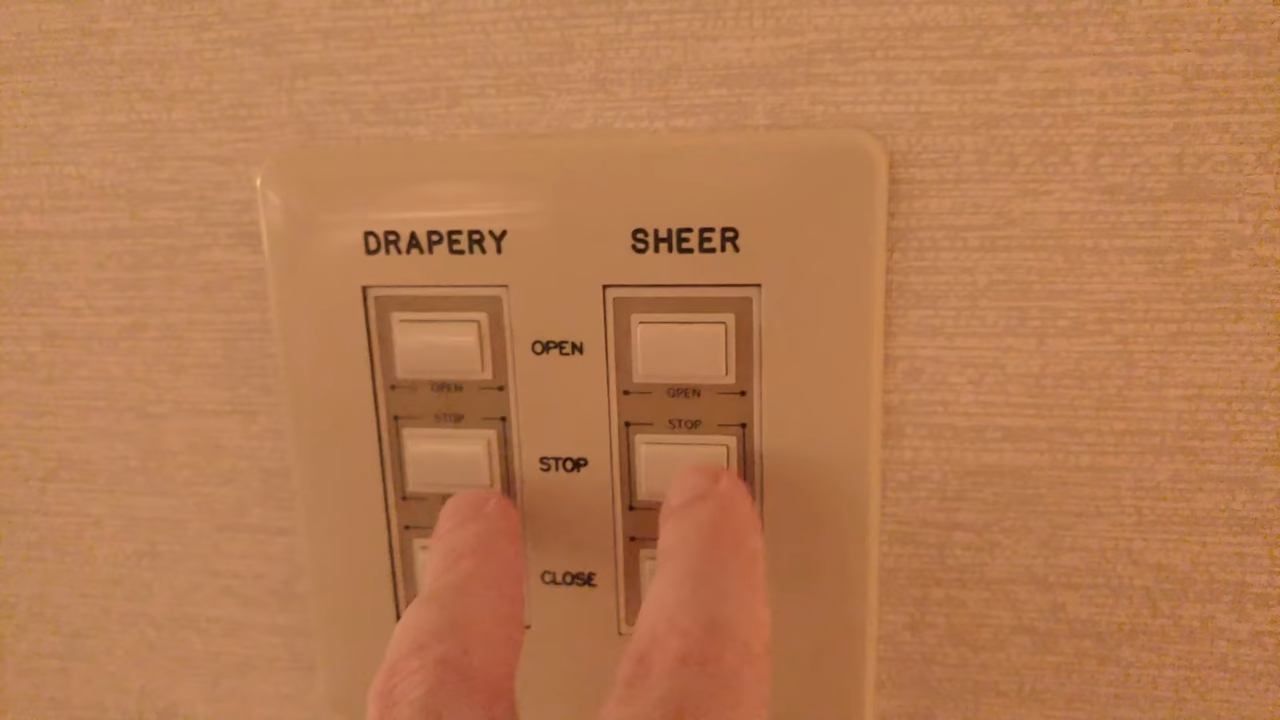 DRAPERY SHEER
OPEN
OPEN OPEN
STOP STOP
STOP
CLOSE